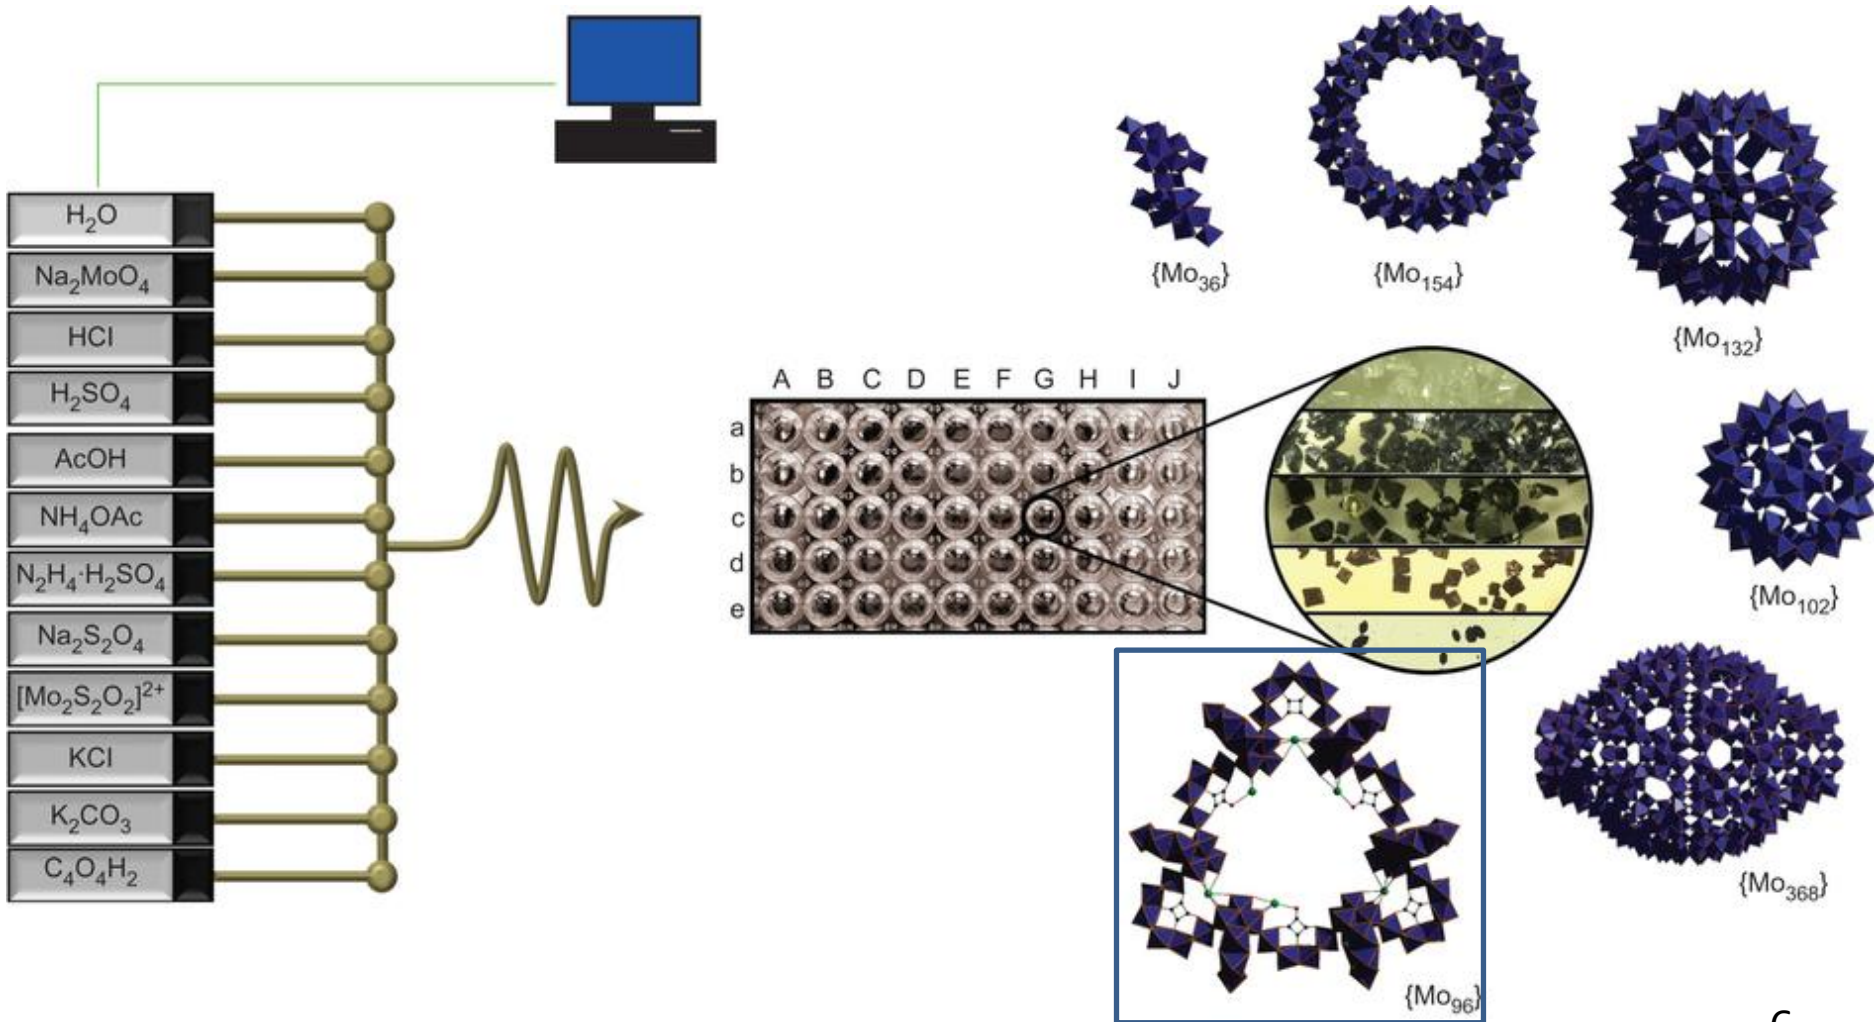 H₂O
Na₂MoO₄
HCl
H₂SO₄
AcOH
NH₄OAc
N₂H₄·H₂SO₄
Na₂S₂O₄
[Mo₂S₂O₂]²⁺
KCl
K₂CO₃
C₄O₄H₂
A B C D E F G H I J
a
b
c
d
e
{Mo₃₆}
{Mo₁₅₄}
{Mo₁₃₂}
{Mo₁₀₂}
{Mo₃₆₈}
{Mo₉₆}